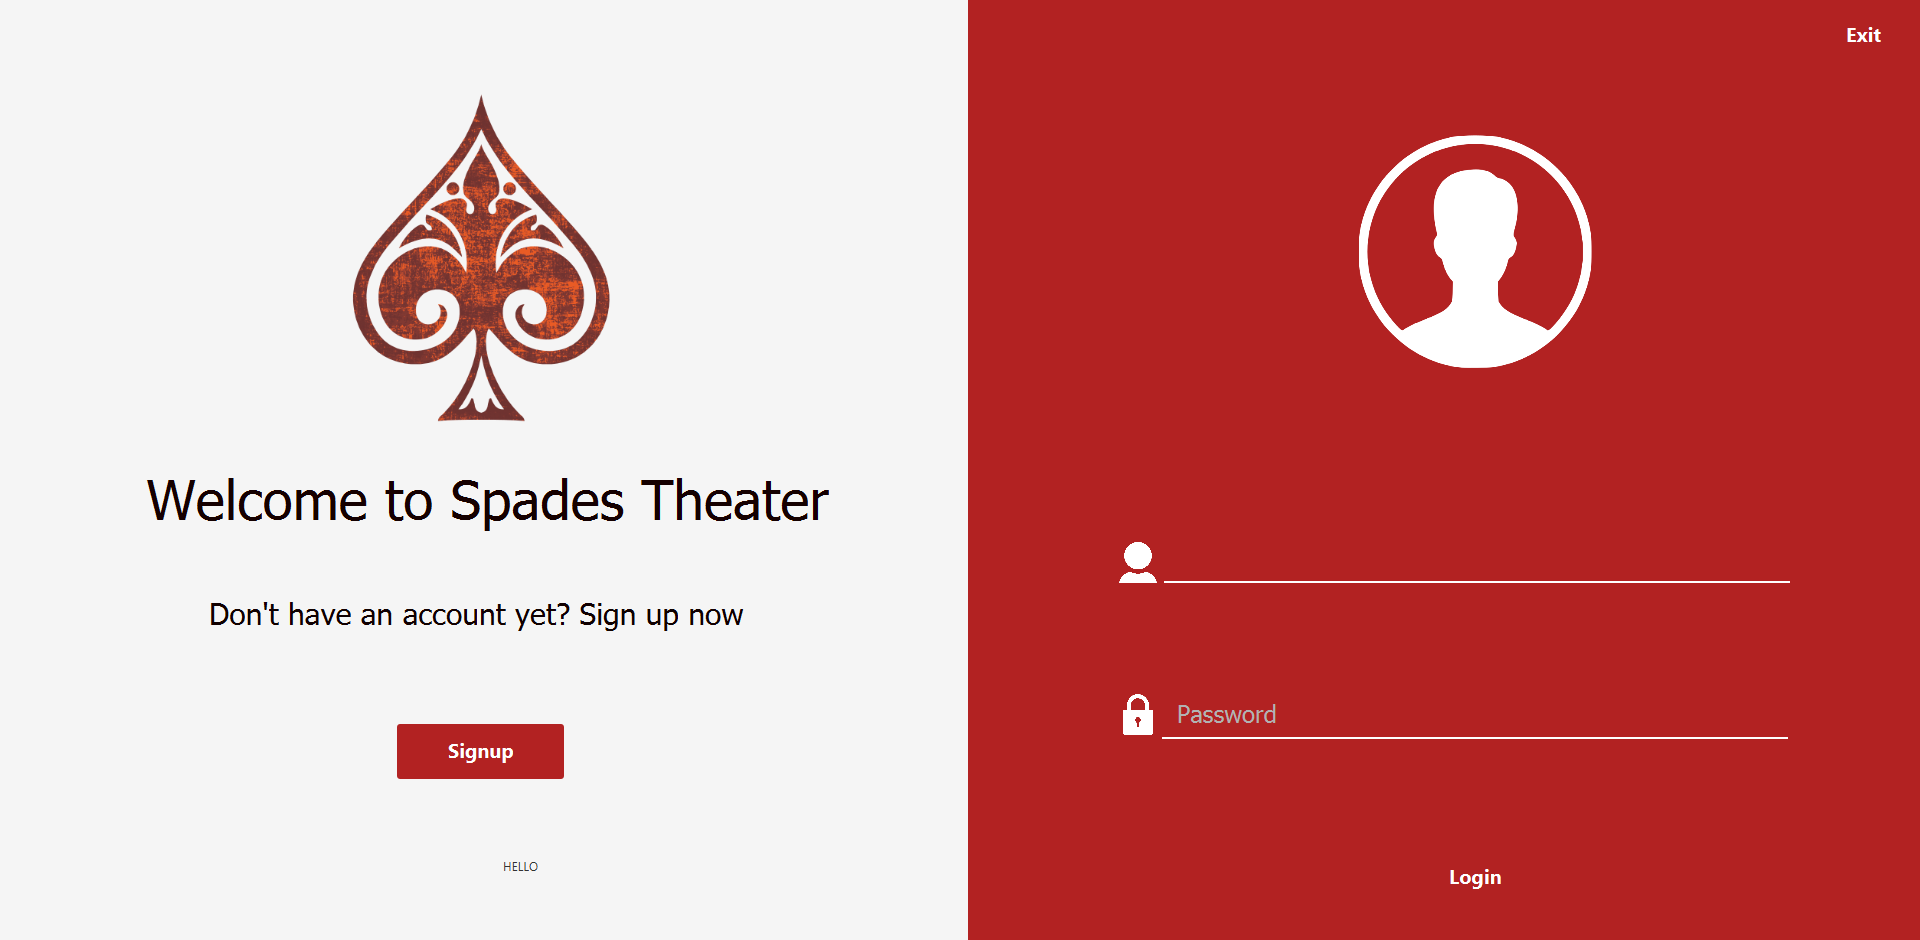 Exit
Welcome to Spades Theater
Don't have an account yet? Sign up now
Signup
HELLO
Password
Login